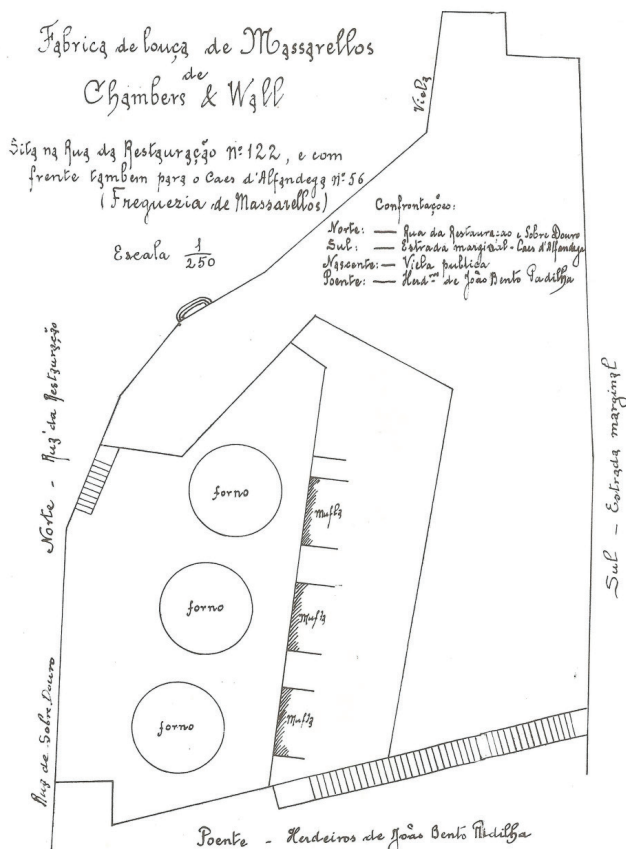 Fabrica de louça de Massarellos
de
Chambers & Wall
Sita na Rua da Restauração Nº 122, e com
frente tambem para o Caes d'Alfandega nº 56
(Freguezia de Massarellos)
Escala 1/250
Viela
Confrontações:
Norte: — Rua da Restauração e Sobre Douro
Sul: — Estrada marginal - Caes d'Alfandega
Nascente: — Viela publica
Poente: — Herd.ros de João Bento Padilha
Norte - Rua da Restauração
Rua de Sobre Douro
Sul - Estrada marginal
forno
Mufla
forno
Mufla
forno
Mufla
Poente - Herdeiros de João Bento Padilha